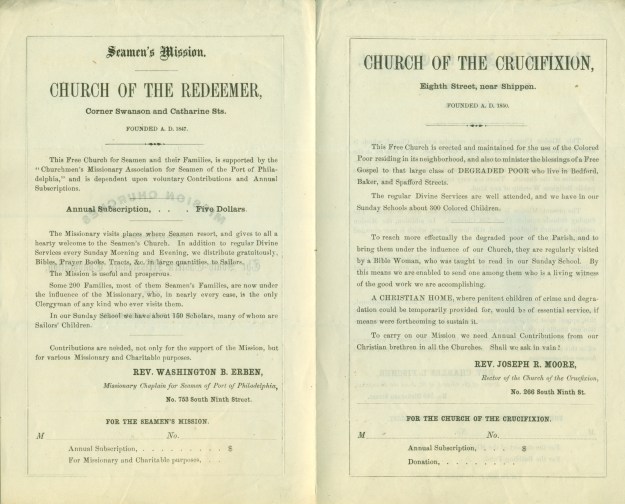 Seamen's Mission.
CHURCH OF THE REDEEMER,
Corner Swanson and Catharine Sts.
FOUNDED A. D. 1847.
This Free Church for Seamen and their Families, is supported by the
"Churchmen's Missionary Association for Seamen of the Port of Phila-
delphia," and is dependent upon voluntary Contributions and Annual
Subscriptions.
Annual Subscription, . . . Five Dollars.
The Missionary visits places where Seamen resort, and gives to all a
hearty welcome to the Seamen's Church. In addition to regular Divine
Services every Sunday Morning and Evening, we distribute gratuitously,
Bibles, Prayer Books, Tracts, &c. in large quantities, to Sailors.
The Mission is useful and prosperous.
Some 200 Families, most of them Seamen's Families, are now under
the influence of the Missionary, who, in nearly every case, is the only
Clergyman of any kind who ever visits them.
In our Sunday School we have about 150 Scholars, many of whom are
Sailors' Children.
Contributions are needed, not only for the support of the Mission, but
for various Missionary and Charitable purposes.
REV. WASHINGTON B. ERBEN,
Missionary Chaplain for Seamen of Port of Philadelphia,
No. 753 South Ninth Street.
FOR THE SEAMEN'S MISSION.
M No.
Annual Subscription, . . . . . . . . $
For Missionary and Charitable purposes, . . .
CHURCH OF THE CRUCIFIXION,
Eighth Street, near Shippen.
FOUNDED A. D. 1850.
This Free Church is erected and maintained for the use of the Colored
Poor residing in its neighborhood, and also to minister the blessings of a Free
Gospel to that large class of DEGRADED POOR who live in Bedford,
Baker, and Spafford Streets.
The regular Divine Services are well attended, and we have in our
Sunday Schools about 300 Colored Children.
To reach more effectually the degraded poor of the Parish, and to
bring them under the influence of our Church, they are regularly visited
by a Bible Woman, who was taught to read in our Sunday School. By
this means we are enabled to send one among them who is a living witness
of the good work we are accomplishing.
A CHRISTIAN HOME, where penitent children of crime and degra-
dation could be temporarily provided for, would be of essential service, if
means were forthcoming to sustain it.
To carry on our Mission we need Annual Contributions from our
Christian brethren in all the Churches. Shall we ask in vain?
REV. JOSEPH R. MOORE,
Rector of the Church of the Crucifixion,
No. 966 South Ninth St.
FOR THE CHURCH OF THE CRUCIFIXION.
M No.
Annual Subscription, . . . . . . $
Donation, . . . . . . .